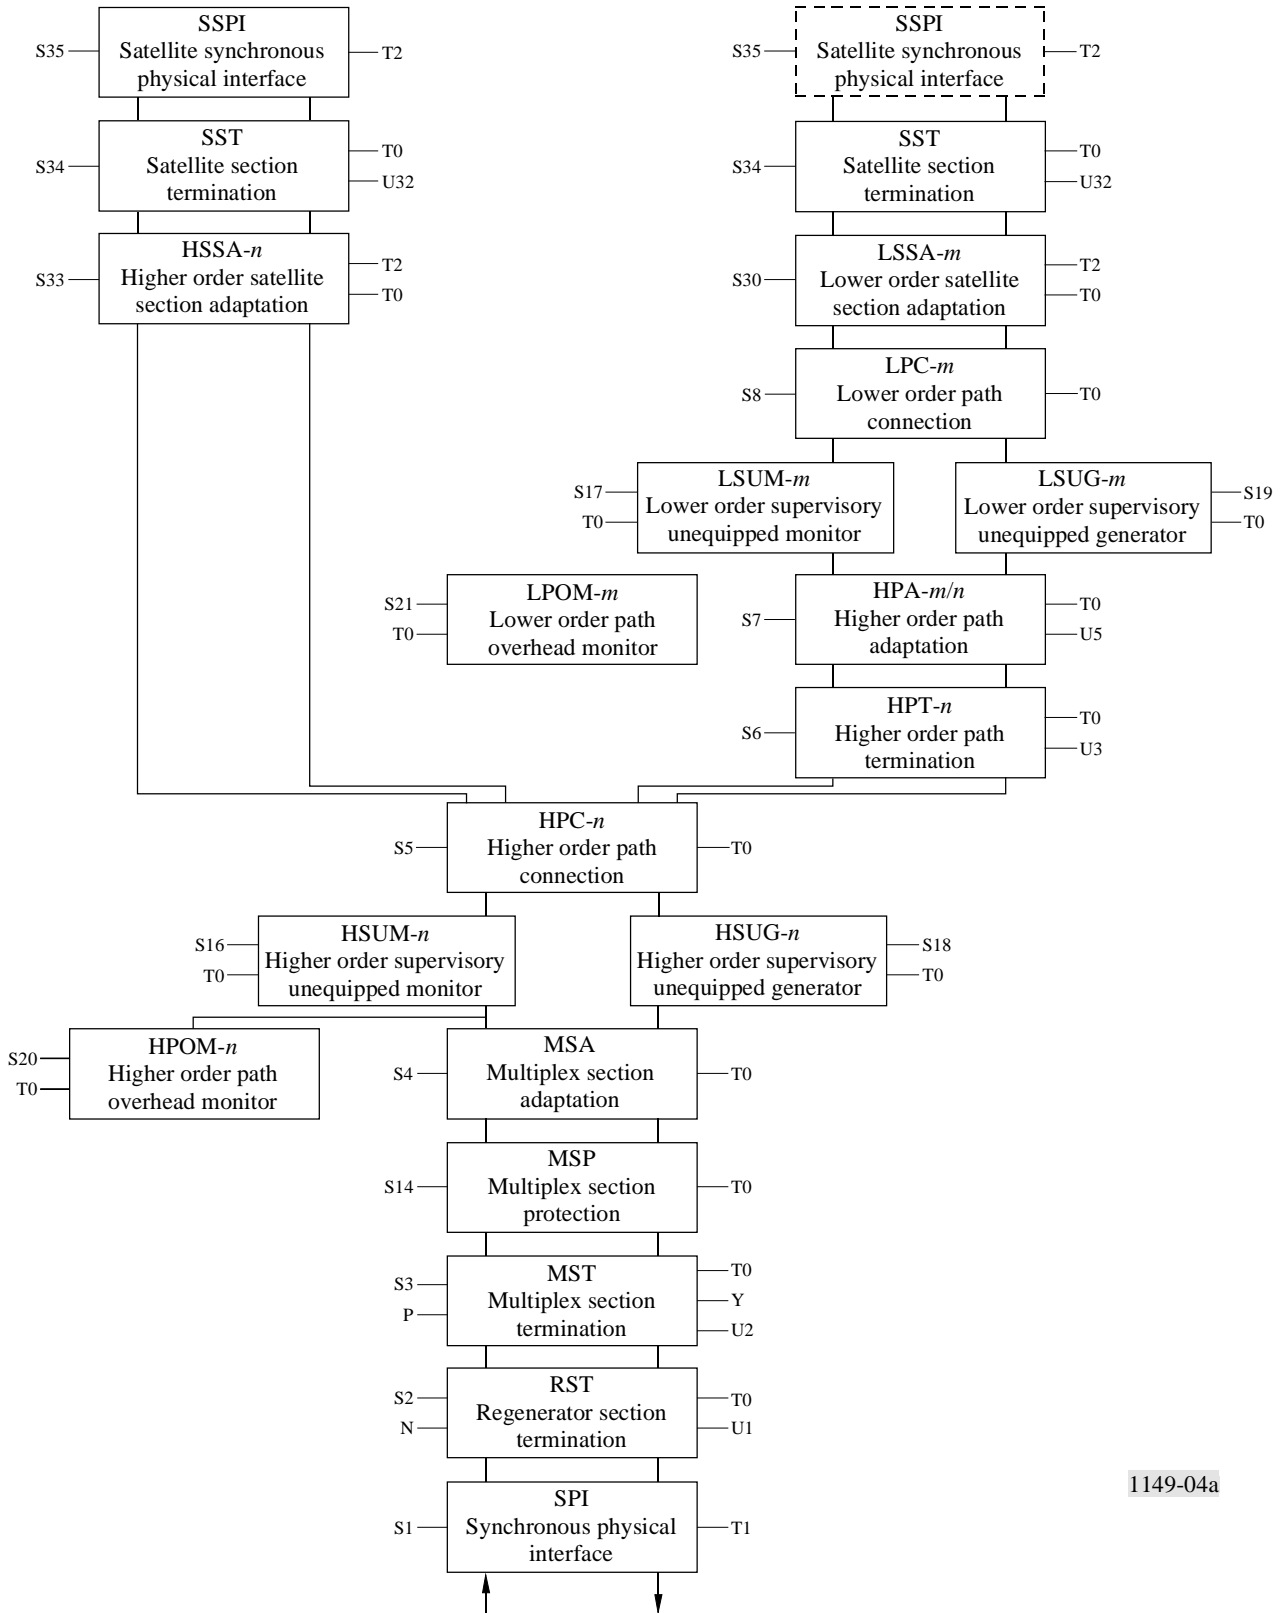 SSPI
Satellite synchronous
physical interface
S35
T2
SSPI
Satellite synchronous
physical interface
S35
T2
SST
Satellite section
termination
S34
T0
U32
SST
Satellite section
termination
S34
T0
U32
HSSA-n
Higher order satellite
section adaptation
S33
T2
T0
LSSA-m
Lower order satellite
section adaptation
S30
T2
T0
LPC-m
Lower order path
connection
S8
T0
LSUM-m
Lower order supervisory
unequipped monitor
S17
T0
LSUG-m
Lower order supervisory
unequipped generator
S19
T0
LPOM-m
Lower order path
overhead monitor
S21
T0
HPA-m/n
Higher order path
adaptation
S7
T0
U5
HPT-n
Higher order path
termination
S6
T0
U3
HPC-n
Higher order path
connection
S5
T0
HSUM-n
Higher order supervisory
unequipped monitor
S16
T0
HSUG-n
Higher order supervisory
unequipped generator
S18
T0
HPOM-n
Higher order path
overhead monitor
S20
T0
MSA
Multiplex section
adaptation
S4
T0
MSP
Multiplex section
protection
S14
T0
MST
Multiplex section
termination
S3
P
T0
Y
U2
RST
Regenerator section
termination
S2
N
T0
U1
SPI
Synchronous physical
interface
S1
T1
1149-04a